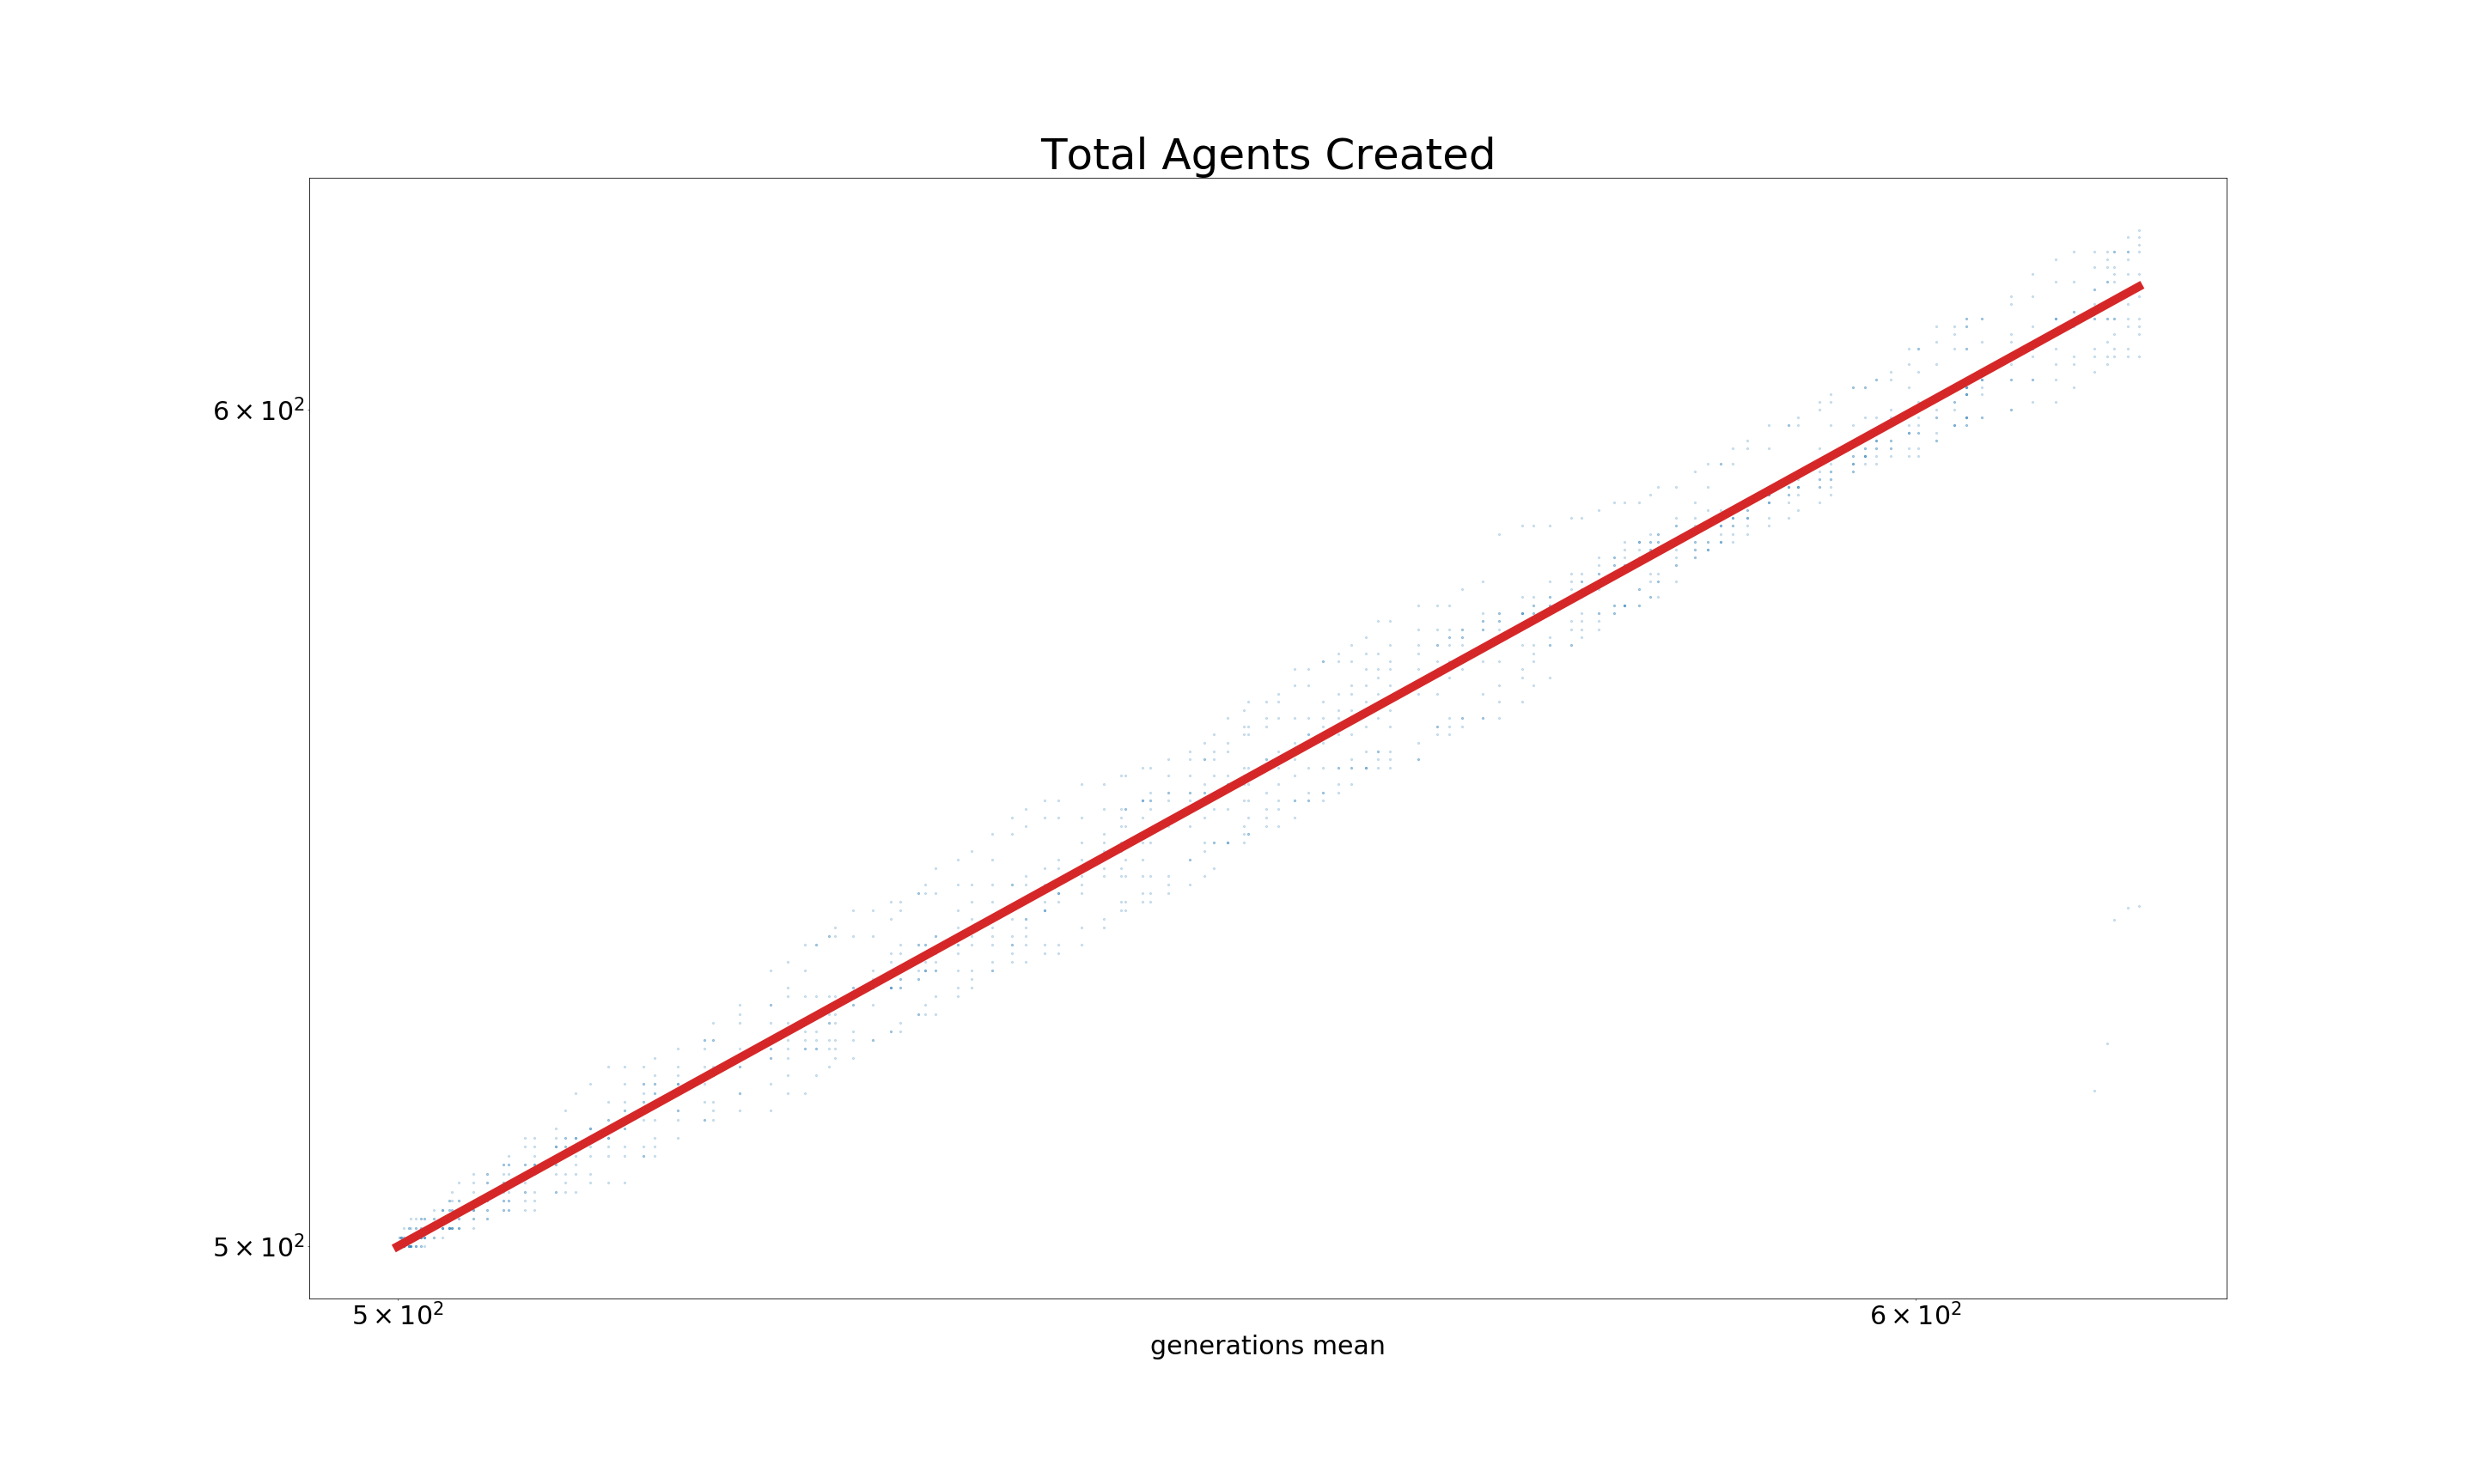 Total Agents Created
6 × 10²
5 × 10²
5 × 10²
6 × 10²
generations mean